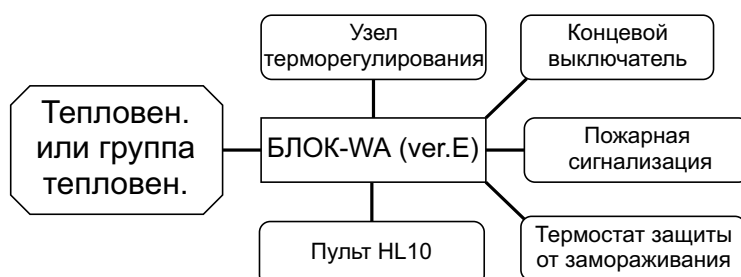 Узел
терморегулирования
Концевой
выключатель
Тепловен.
или группа
тепловен.
БЛОК-WA (ver.E)
Пожарная
сигнализация
Пульт HL10
Термостат защиты
от замораживания